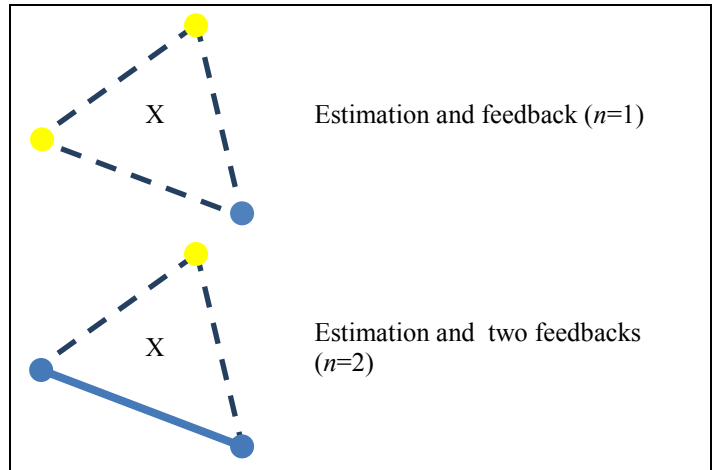 X
Estimation and feedback (n=1)
X
Estimation and two feedbacks
(n=2)